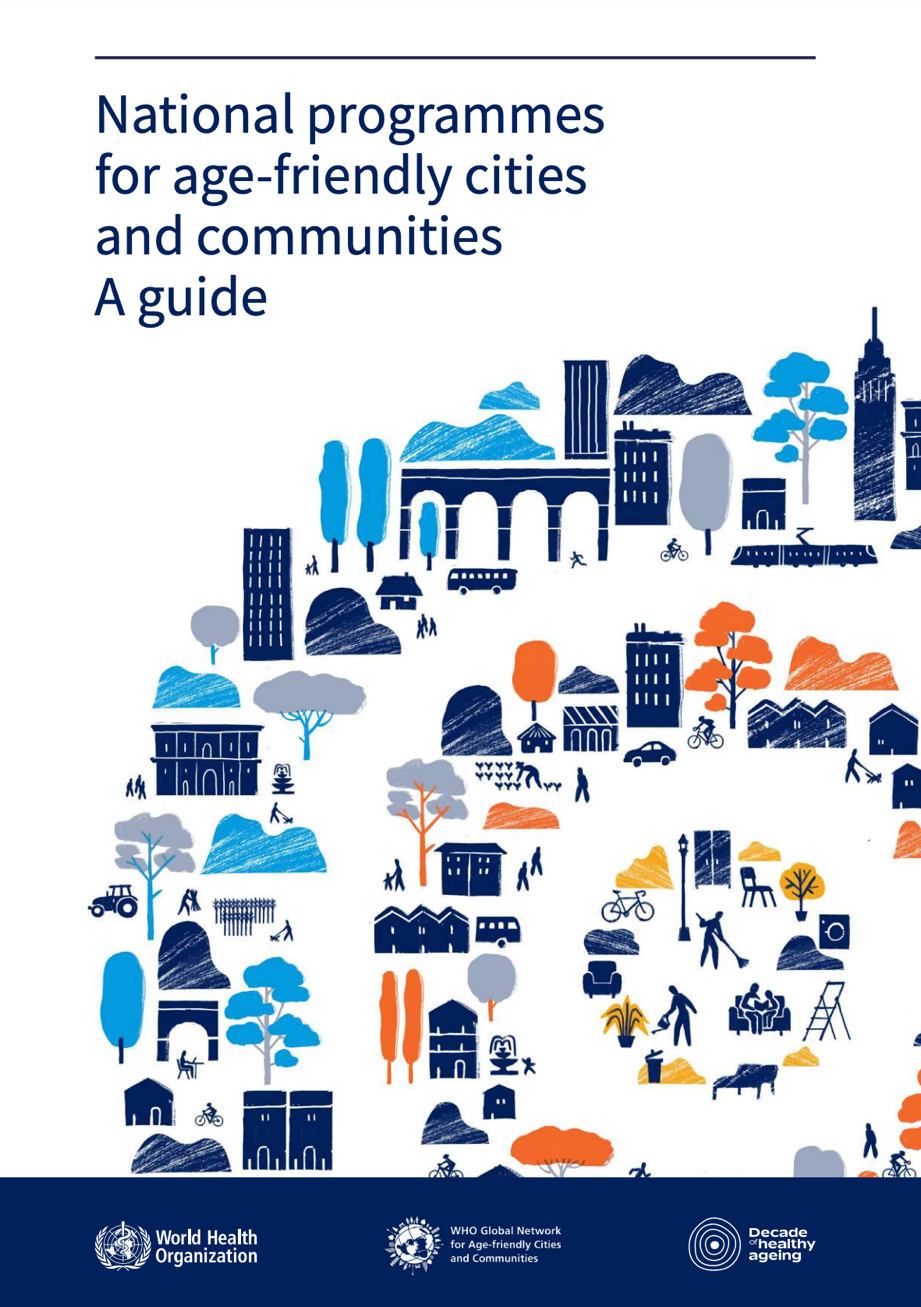 National programmes
for age-friendly cities
and communities
A guide
World Health
Organization
WHO Global Network
for Age-friendly Cities
and Communities
Decade
of healthy
ageing